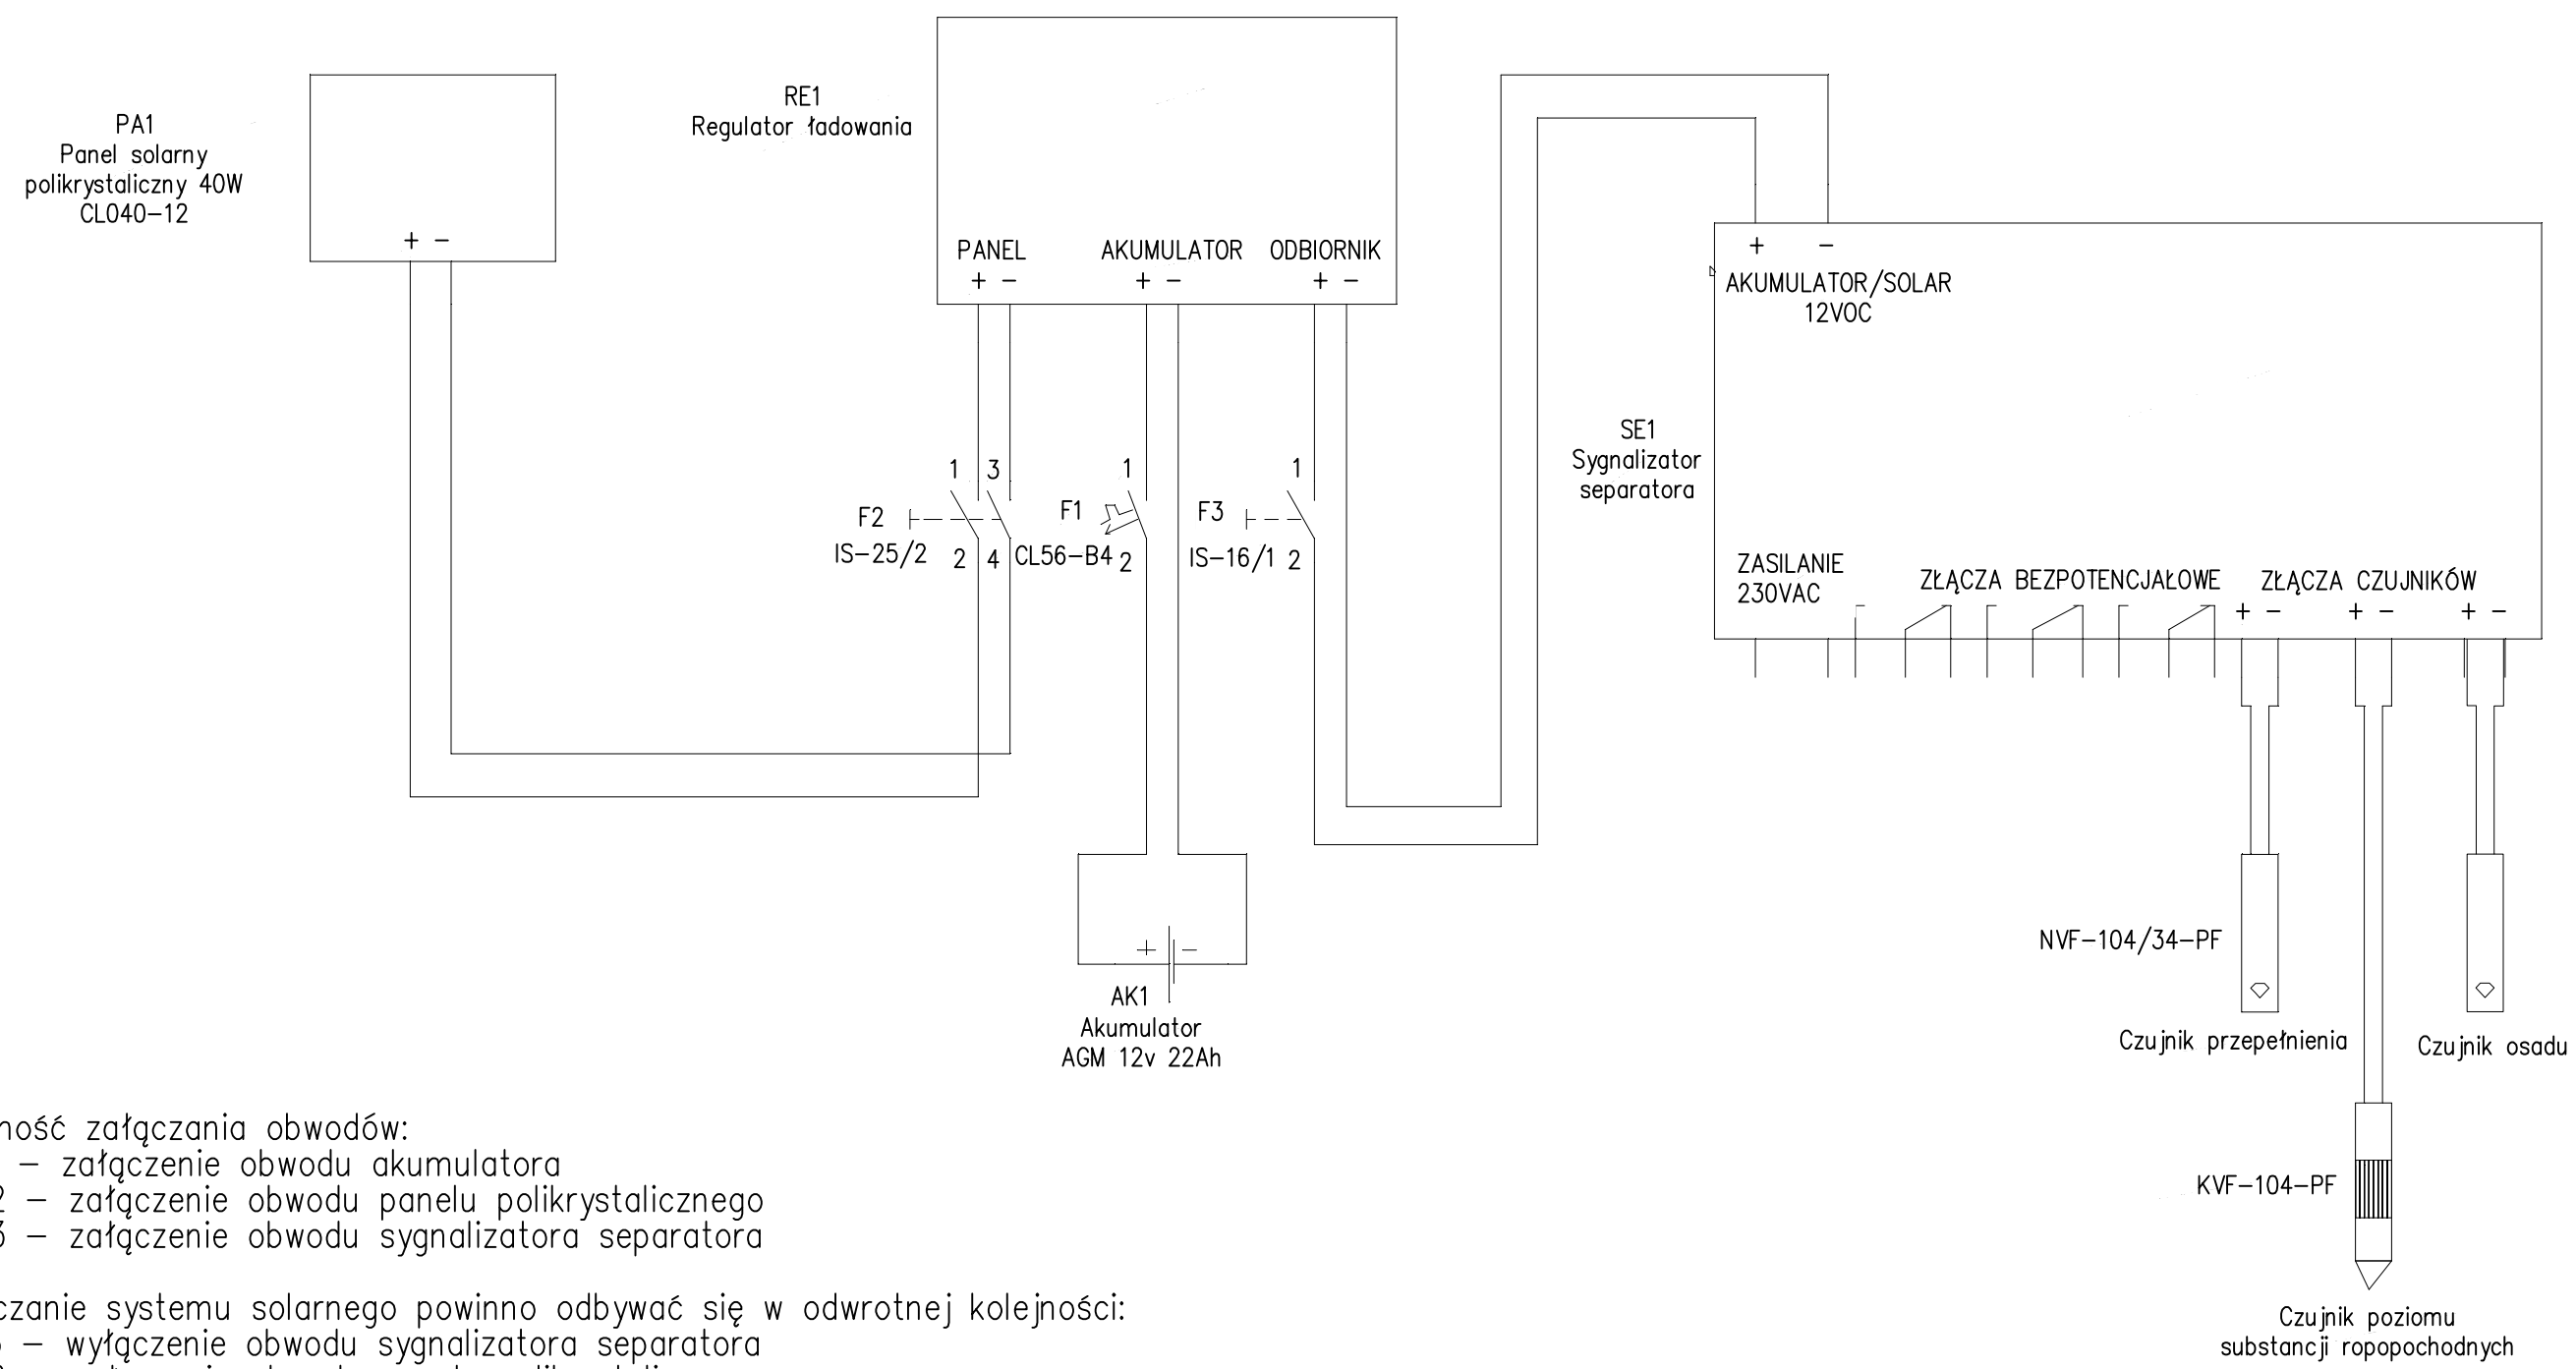 PA1
Panel solarny
polikrystaliczny 40W
CL040-12
+ -
RE1
Regulator ładowania
PANEL
+ -
AKUMULATOR
+ -
ODBIORNIK
+ -
+ -
AKUMULATOR/SOLAR
12VOC
SE1
Sygnalizator
separatora
ZASILANIE
230VAC
ZŁĄCZA BEZPOTENCJAŁOWE
ZŁĄCZA CZUJNIKÓW
+ - + - + -
1 3
F2
IS-25/2 2 4
1
F1
CL56-B4 2
1
F3
IS-16/1 2
+ -
AK1
Akumulator
AGM 12v 22Ah
NVF-104/34-PF
Czujnik przepełnienia
Czujnik osadu
KVF-104-PF
Czujnik poziomu
substancji ropopochodnych
ność załączania obwodów:
- załączenie obwodu akumulatora
2 - załączenie obwodu panelu polikrystalicznego
3 - załączenie obwodu sygnalizatora separatora
czanie systemu solarnego powinno odbywać się w odwrotnej kolejności:
- wyłączenie obwodu sygnalizatora separatora